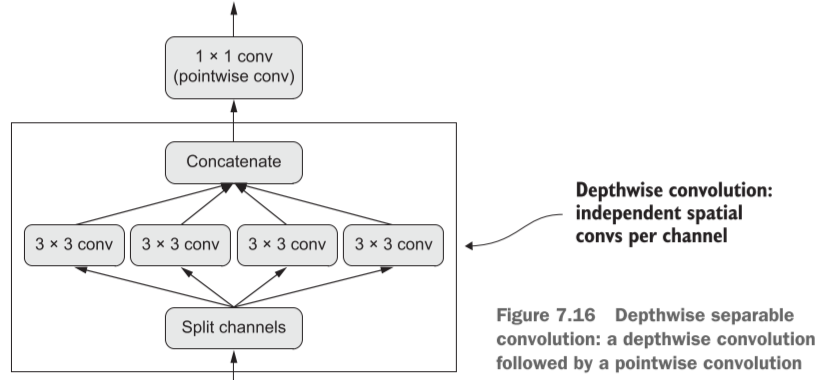 1 × 1 conv
(pointwise conv)
Concatenate
3 × 3 conv
3 × 3 conv
3 × 3 conv
3 × 3 conv
Split channels
Depthwise convolution:
independent spatial
convs per channel
Figure 7.16 Depthwise separable
convolution: a depthwise convolution
followed by a pointwise convolution